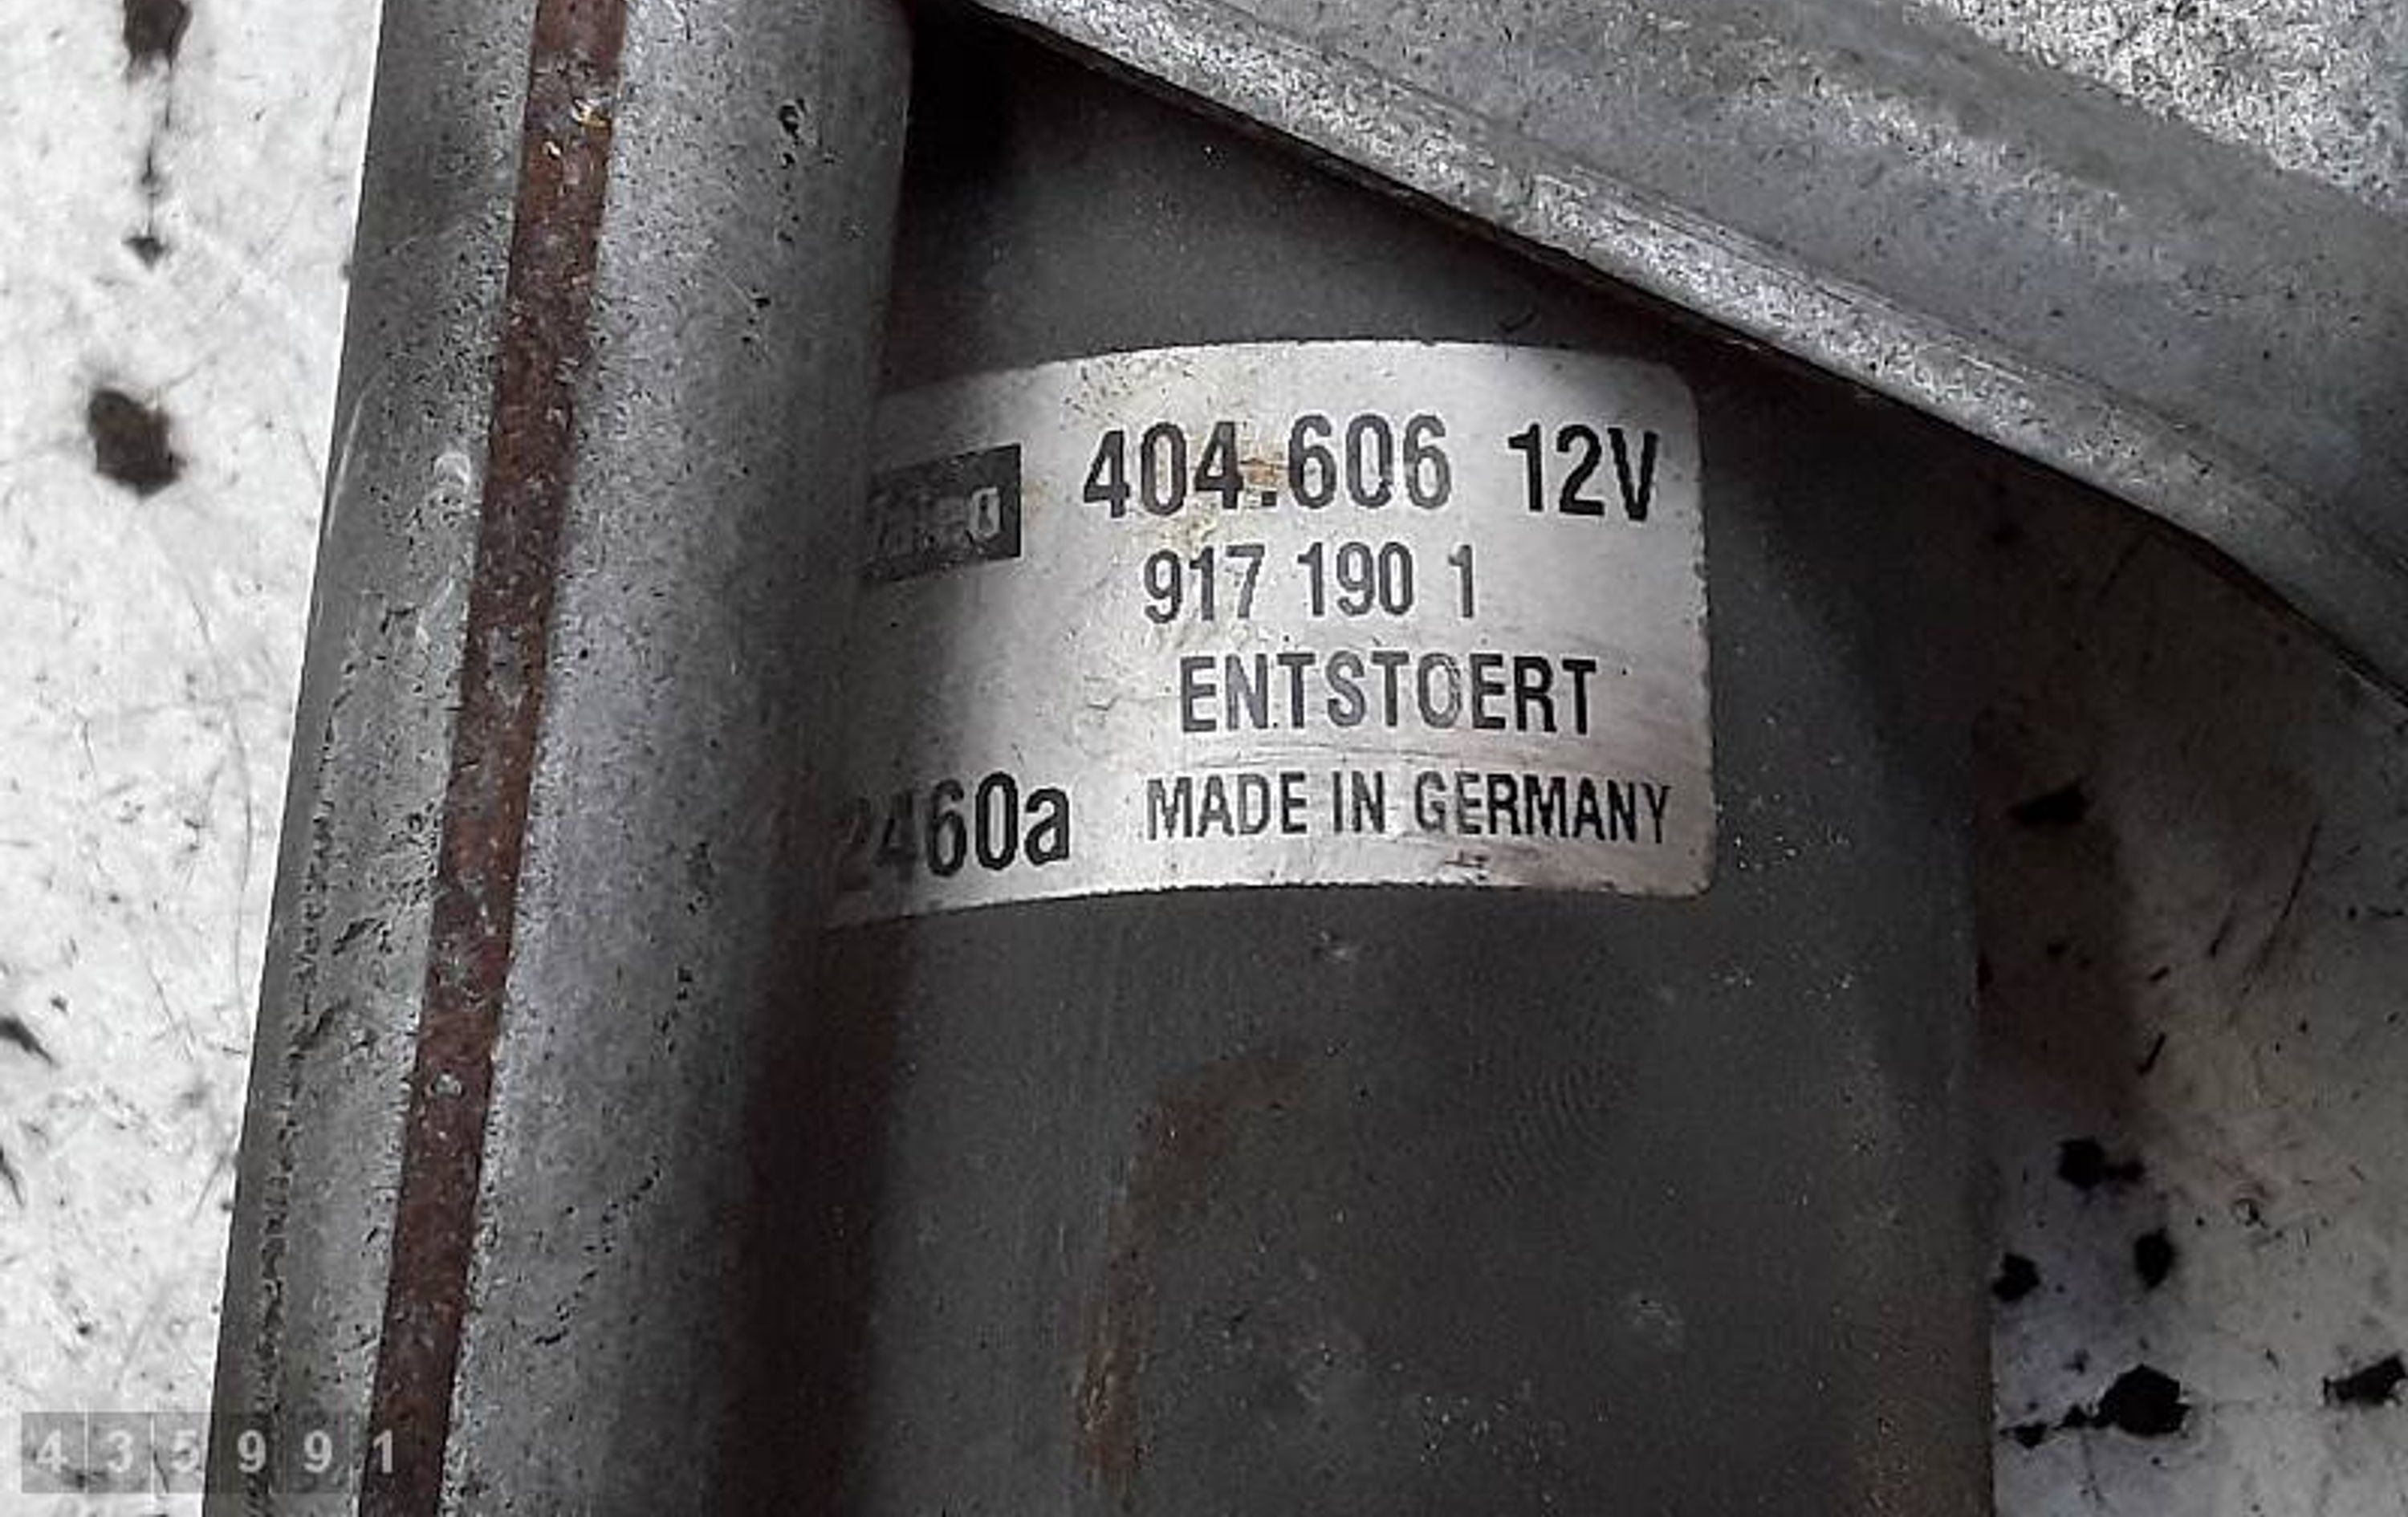 404.606 12V
917 190 1
ENTSTOERT
2460a MADE IN GERMANY
435991